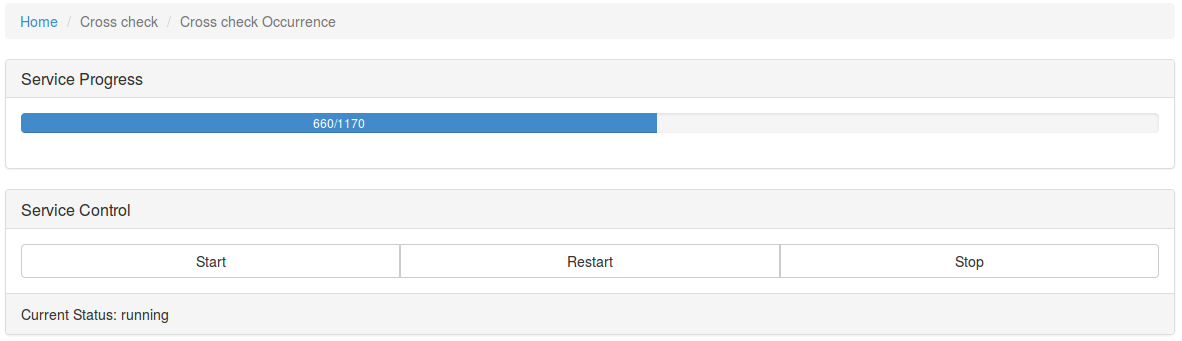 Home / Cross check / Cross check Occurrence
Service Progress
660/1170
Service Control
Start Restart Stop
Current Status: running